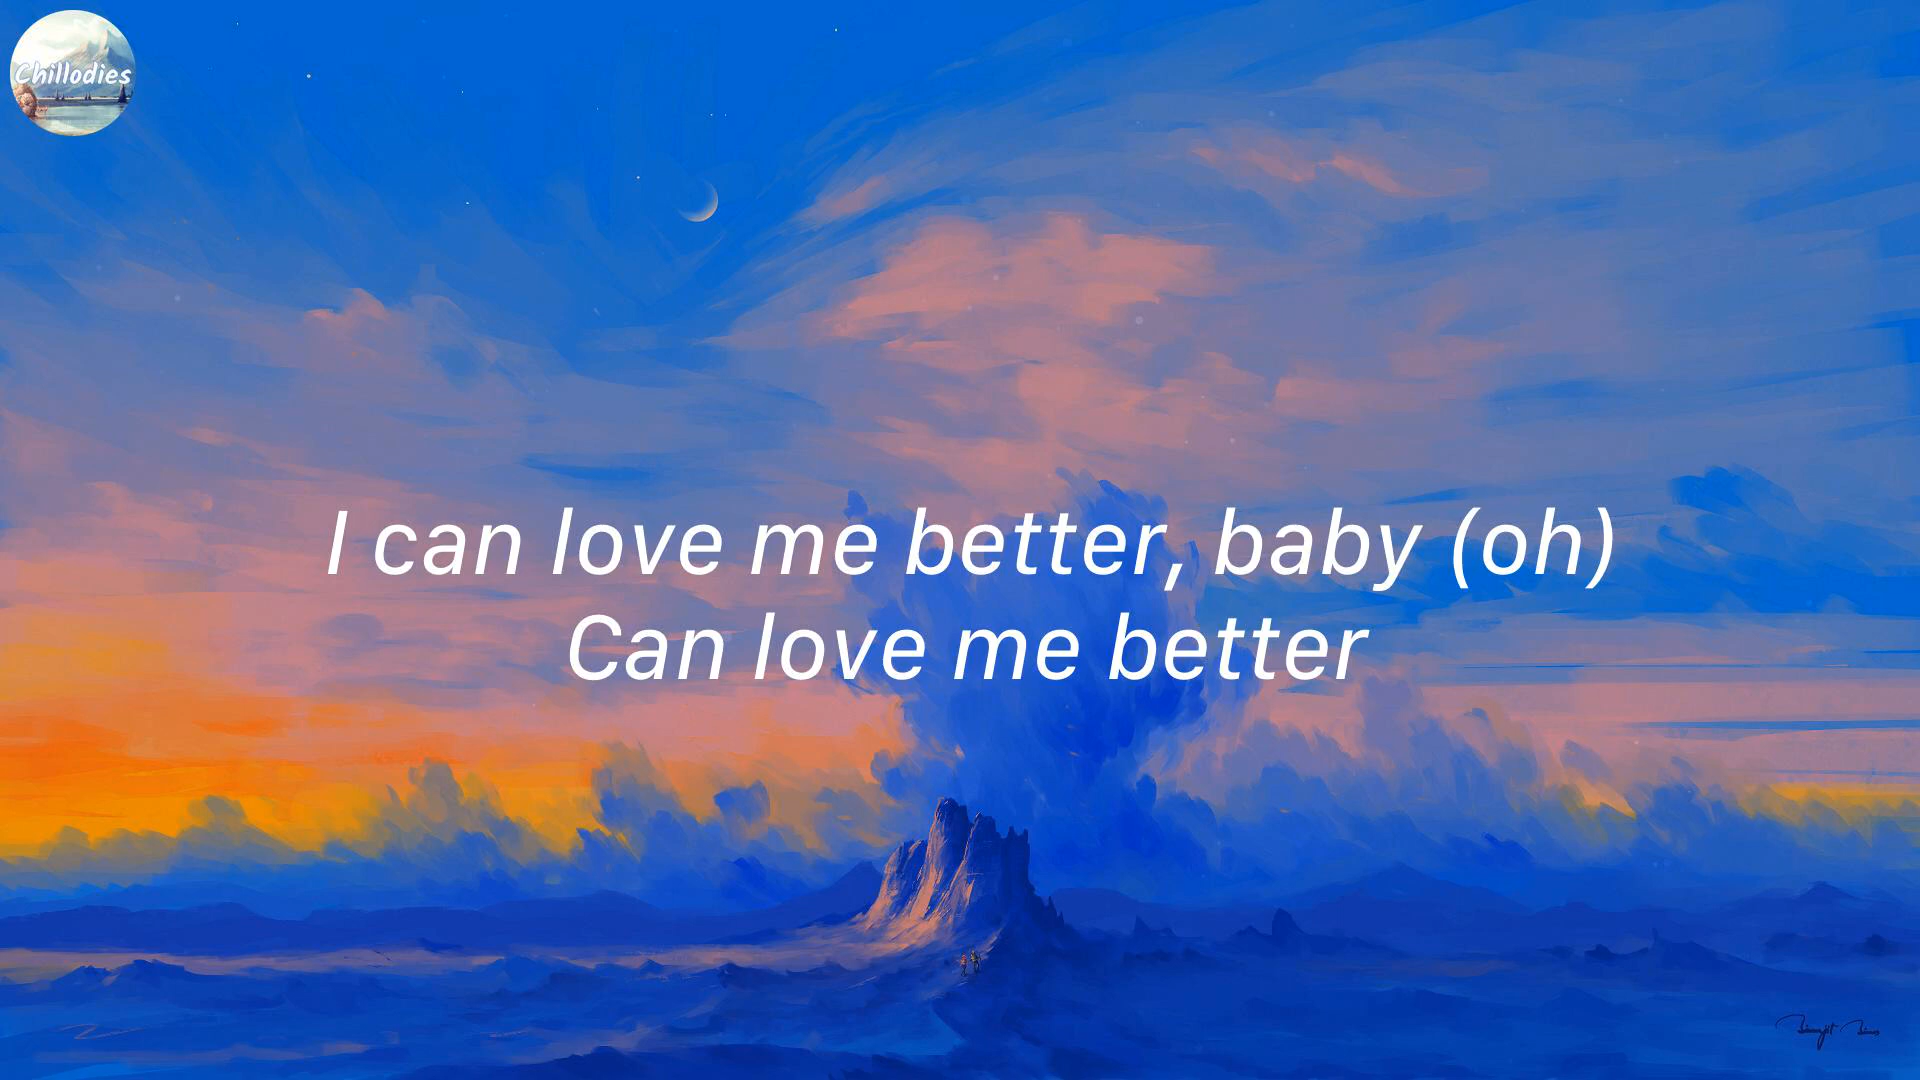 Chillodies
I can love me better, baby (oh)
Can love me better